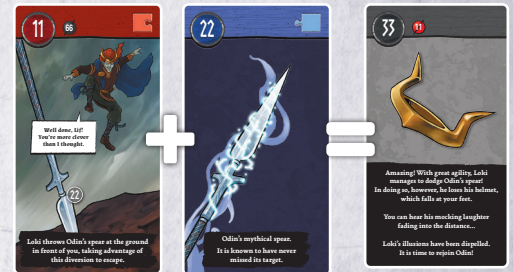 11
66
Well done, Lif!
You're more clever
then I thought.
22
Loki throws Odin's spear at the ground
in front of you, taking advantage of
this diversion to escape.
+
22
Odin's mythical spear.
It is known to have never
missed its target.
=
33
11
Amazing! With great agility, Loki
manages to dodge Odin's spear!
In doing so, however, he loses his helmet,
which falls at your feet.
You can hear his mocking laughter
fading into the distance...
Loki's illusions have been dispelled.
It is time to rejoin Odin!